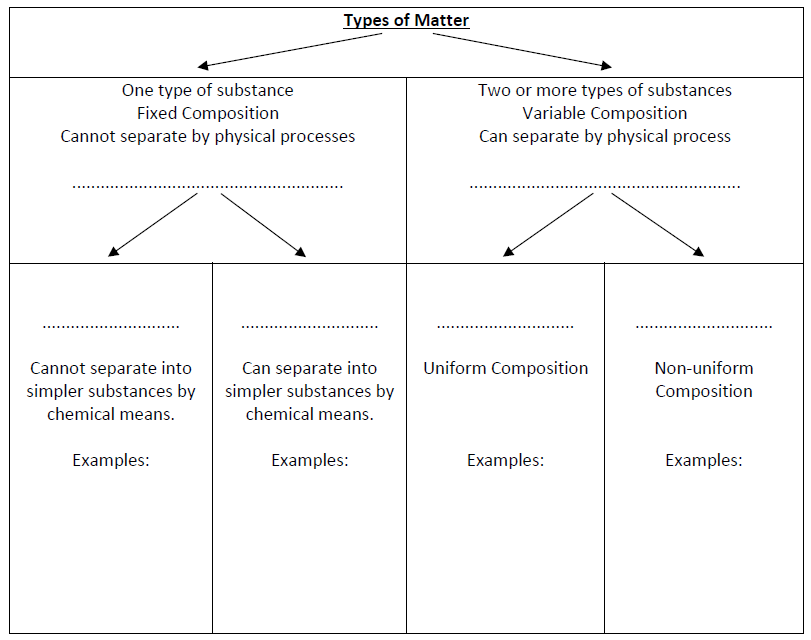 Types of Matter
One type of substance
Fixed Composition
Cannot separate by physical processes
..........................................................
Two or more types of substances
Variable Composition
Can separate by physical process
..........................................................
.............................
Cannot separate into
simpler substances by
chemical means.
Examples:
.............................
Can separate into
simpler substances by
chemical means.
Examples:
.............................
Uniform Composition
Examples:
.............................
Non-uniform
Composition
Examples: